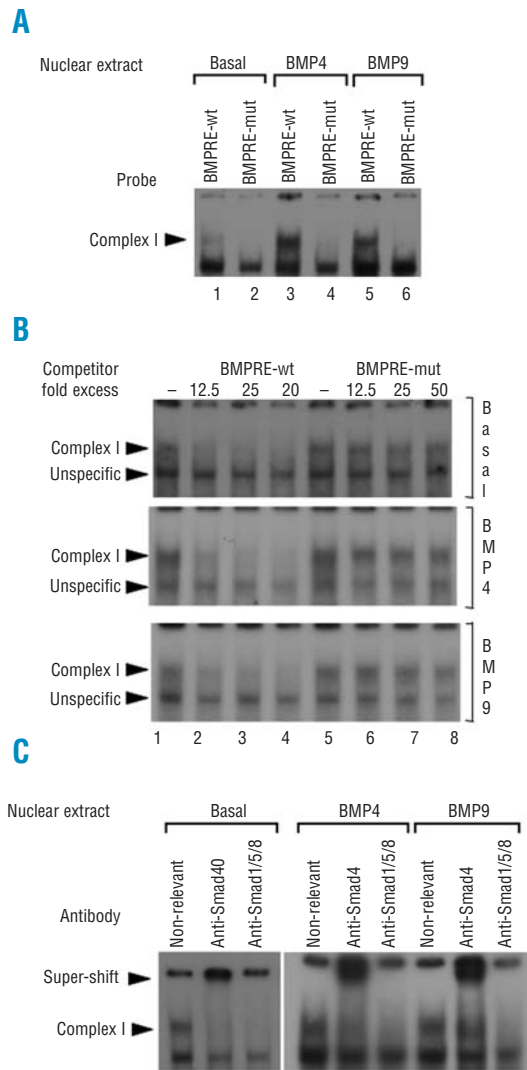 A
Nuclear extract Basal BMP4 BMP9
Probe BMPRE-wt BMPRE-mut BMPRE-wt BMPRE-mut BMPRE-wt BMPRE-mut
Complex I
1 2 3 4 5 6
B
Competitor BMPRE-wt BMPRE-mut
fold excess – 12.5 25 20 – 12.5 25 50
Complex I
Unspecific
Basal
Complex I
Unspecific
BMP4
Complex I
Unspecific
BMP9
1 2 3 4 5 6 7 8
C
Nuclear extract Basal BMP4 BMP9
Antibody Non-relevant Anti-Smad40 Anti-Smad1/5/8 Non-relevant Anti-Smad4 Anti-Smad1/5/8 Non-relevant Anti-Smad4 Anti-Smad1/5/8
Super-shift
Complex I